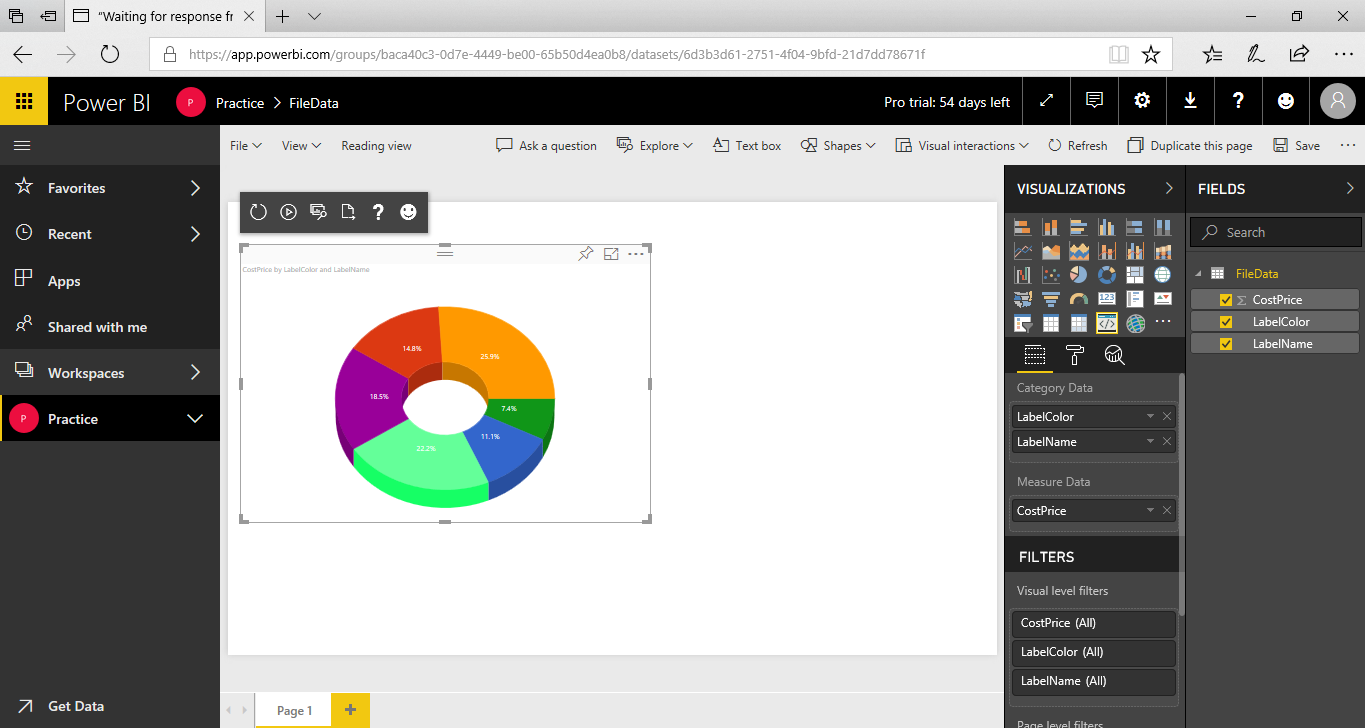 "Waiting for response fr
https://app.powerbi.com/groups/baca40c3-0d7e-4449-be00-65b50d4ea0b8/datasets/6d3b3d61-2751-4f04-9bfd-21d7dd78671f
Power BI P Practice > FileData Pro trial: 54 days left ?
File View Reading view Ask a question Explore Text box Shapes Visual interactions Refresh Duplicate this page Save ...
Favorites
Recent
Apps
Shared with me
Workspaces
P Practice
Get Data
?
CostPrice by LabelColor and LabelName
14.8%
25.9%
18.5%
7.4%
11.1%
22.2%
Page 1 +
VISUALIZATIONS
123
Category Data
LabelColor
LabelName
Measure Data
CostPrice
FILTERS
Visual level filters
CostPrice (All)
LabelColor (All)
LabelName (All)
Page level filters
FIELDS
Search
FileData
Σ CostPrice
LabelColor
LabelName